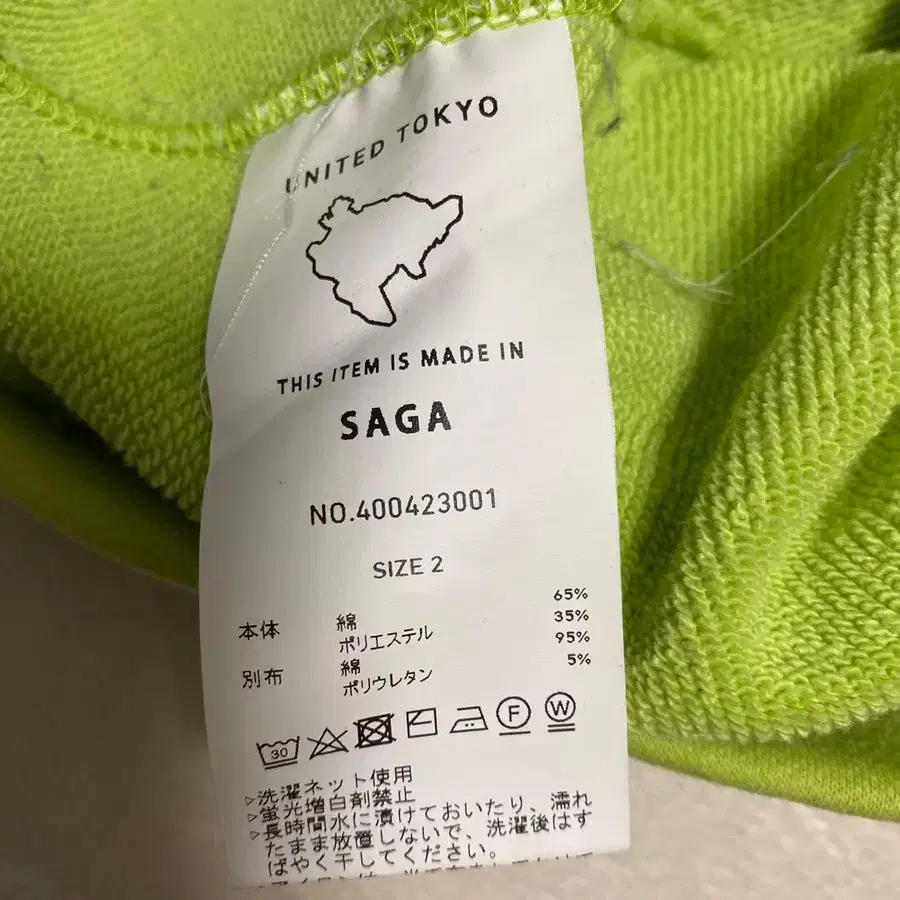 UNITED TOKYO
THIS ITEM IS MADE IN
SAGA
NO.400423001
SIZE 2
本体 綿 65%
ポリエステル 35%
別布 綿 95%
ポリウレタン 5%
30 F W
▷洗濯ネット使用
▷蛍光増白剤禁止
▷長時間水に漬けておいたり、濡れ
たまま放置しないで、洗濯後はす
ばやく干してください。